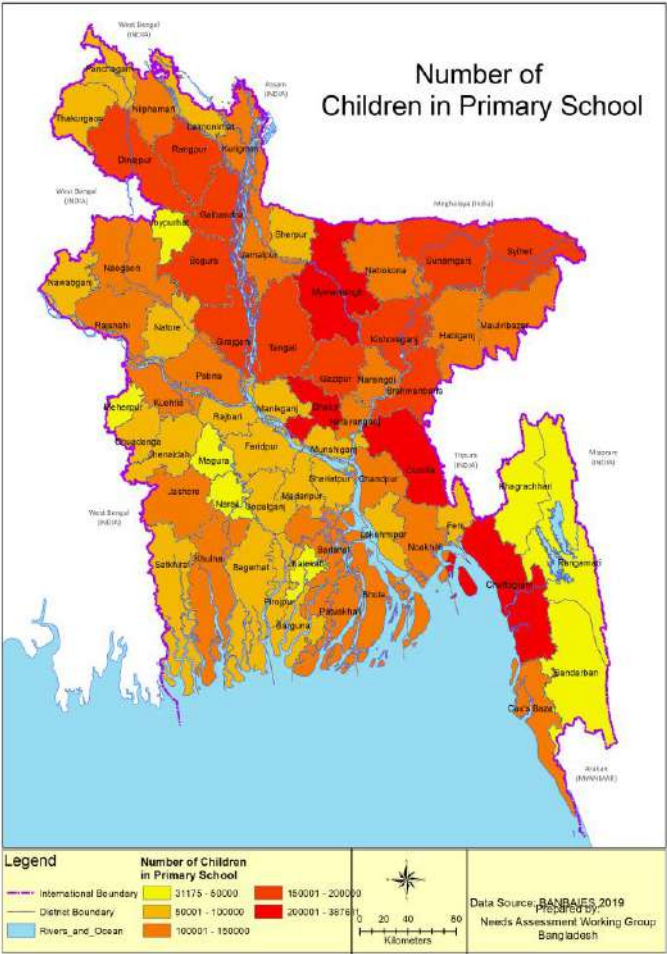 Number of
Children in Primary School
West Bengal
(INDIA)
Panchagarh
Assam
(INDIA)
Thakurgaon
Nilphamari
Lalmonirhat
Kurigram
Dinajpur
Rangpur
West Bengal
(INDIA)
Gaibandha
Meghalaya (India)
Joypurhat
Sherpur
Naogaon
Bogura
Jamalpur
Netrokona
Sunamganj
Sylhet
Nawabganj
Mymensingh
Rajshahi
Natore
Sirajganj
Tangail
Kishoreganj
Habiganj
Maulvibazar
Pabna
Gazipur
Narsingdi
Brahmanbaria
Meherpur
Kushtia
Manikganj
Dhaka
Rajbari
Narayanganj
Chuadanga
Jhenaidah
Faridpur
Munshiganj
Magura
Cumilla
Tripura
(INDIA)
Mizoram
(INDIA)
Shariatpur
Chandpur
Khagrachhari
Jashore
Narail
Gopalganj
Madaripur
West Bengal
(INDIA)
Lakshmipur
Feni
Noakhali
Satkhira
Khulna
Bagerhat
Barishal
Jhalokati
Rangamati
Chattogram
Pirojpur
Patuakhali
Bhola
Barguna
Bandarban
Cox's Bazar
Arakan
(MYANMAR)
Legend
International Boundary
District Boundary
Rivers_and_Ocean
Number of Children
in Primary School
31175 - 50000
50001 - 100000
100001 - 150000
150001 - 200000
200001 - 387611
0 20 40 80
Kilometers
Data Source: BANBAIES 2019
Prepared by:
Needs Assessment Working Group
Bangladesh